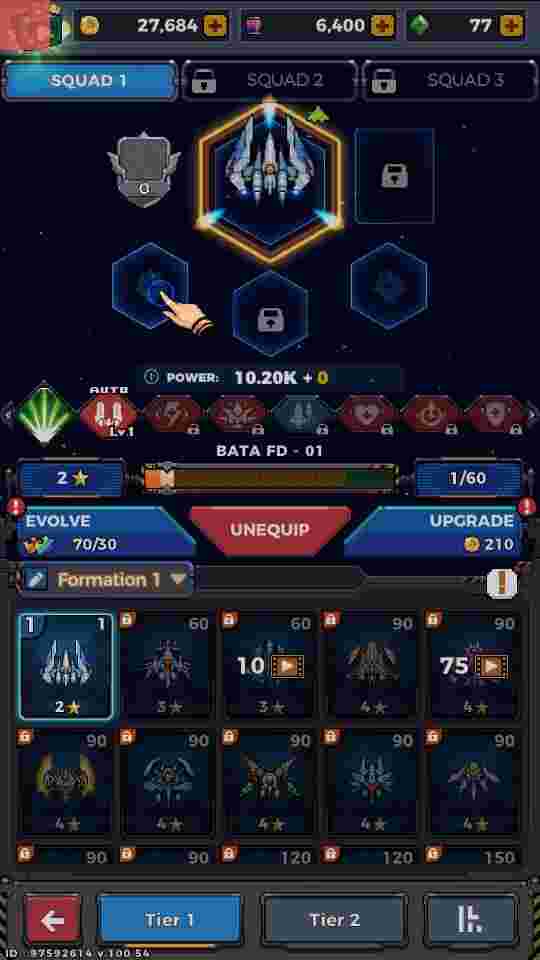 27,684
6,400
77
SQUAD 1
SQUAD 2
SQUAD 3
0
POWER: 10.20K + 0
AUTO
Lv.1
BATA FD - 01
2
1/60
EVOLVE
70/30
UNEQUIP
UPGRADE
210
Formation 1
1 1
60
60
90
90
10
75
2
3
3
4
4
90
90
90
90
90
4
4
4
4
4
90
90
120
120
150
Tier 1
Tier 2
ID : 97592614 v.100.54